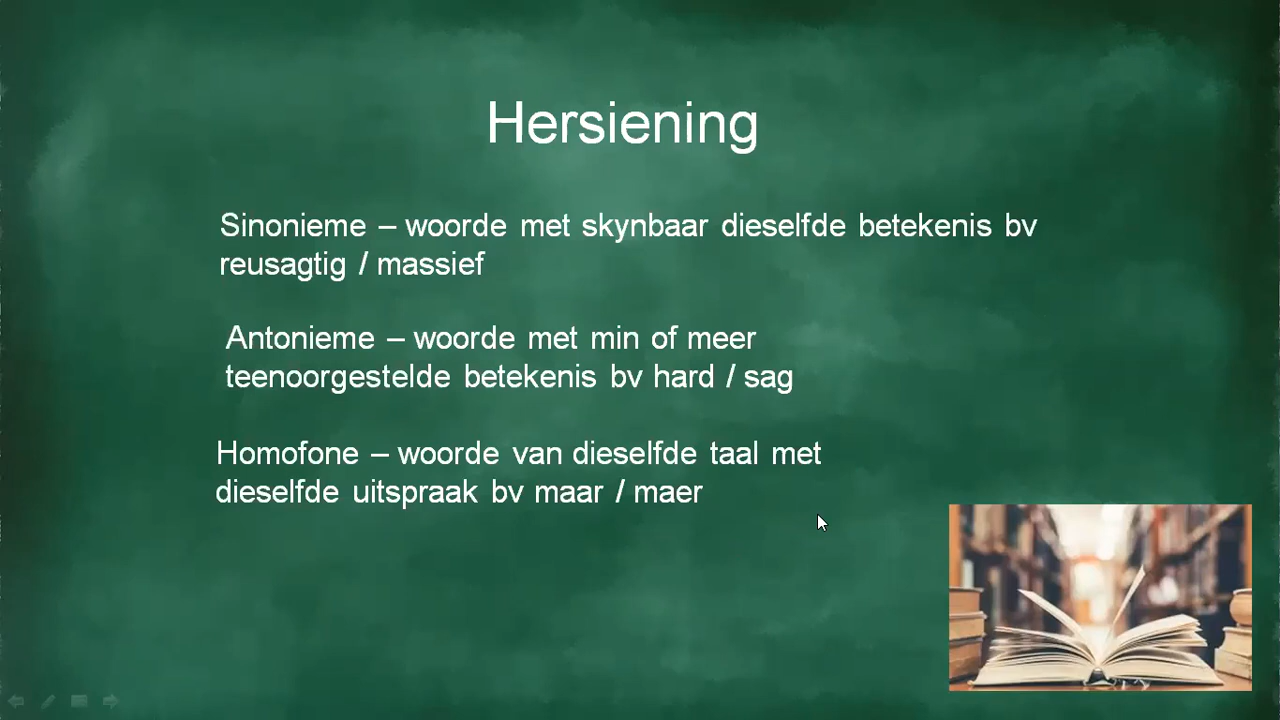 Hersiening
Sinonieme – woorde met skynbaar dieselfde betekenis bv
reusagtig / massief
Antonieme – woorde met min of meer
teenoorgestelde betekenis bv hard / sag
Homofone – woorde van dieselfde taal met
dieselfde uitspraak bv maar / maer